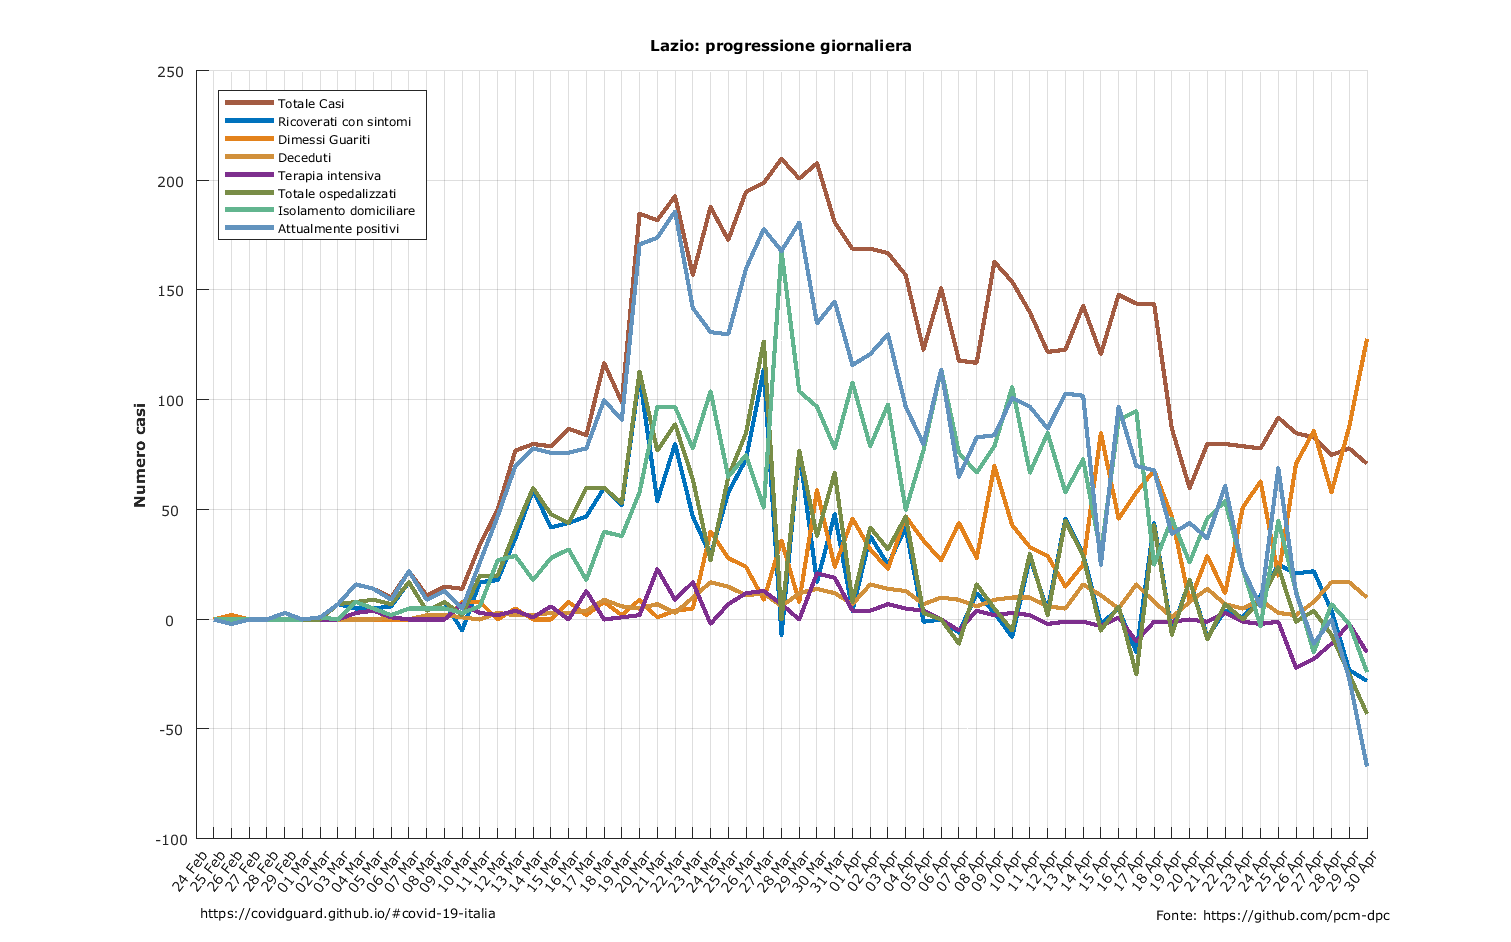 Lazio: progressione giornaliera
250
200
150
100
50
0
-50
-100
Numero casi
Totale Casi
Ricoverati con sintomi
Dimessi Guariti
Deceduti
Terapia intensiva
Totale ospedalizzati
Isolamento domiciliare
Attualmente positivi
24 Feb
25 Feb
26 Feb
27 Feb
28 Feb
29 Feb
01 Mar
02 Mar
03 Mar
04 Mar
05 Mar
06 Mar
07 Mar
08 Mar
09 Mar
10 Mar
11 Mar
12 Mar
13 Mar
14 Mar
15 Mar
16 Mar
17 Mar
18 Mar
19 Mar
20 Mar
21 Mar
22 Mar
23 Mar
24 Mar
25 Mar
26 Mar
27 Mar
28 Mar
29 Mar
30 Mar
31 Mar
01 Apr
02 Apr
03 Apr
04 Apr
05 Apr
06 Apr
07 Apr
08 Apr
09 Apr
10 Apr
11 Apr
12 Apr
13 Apr
14 Apr
15 Apr
16 Apr
17 Apr
18 Apr
19 Apr
20 Apr
21 Apr
22 Apr
23 Apr
24 Apr
25 Apr
26 Apr
27 Apr
28 Apr
29 Apr
30 Apr
https://covidguard.github.io/#covid-19-italia
Fonte: https://github.com/pcm-dpc